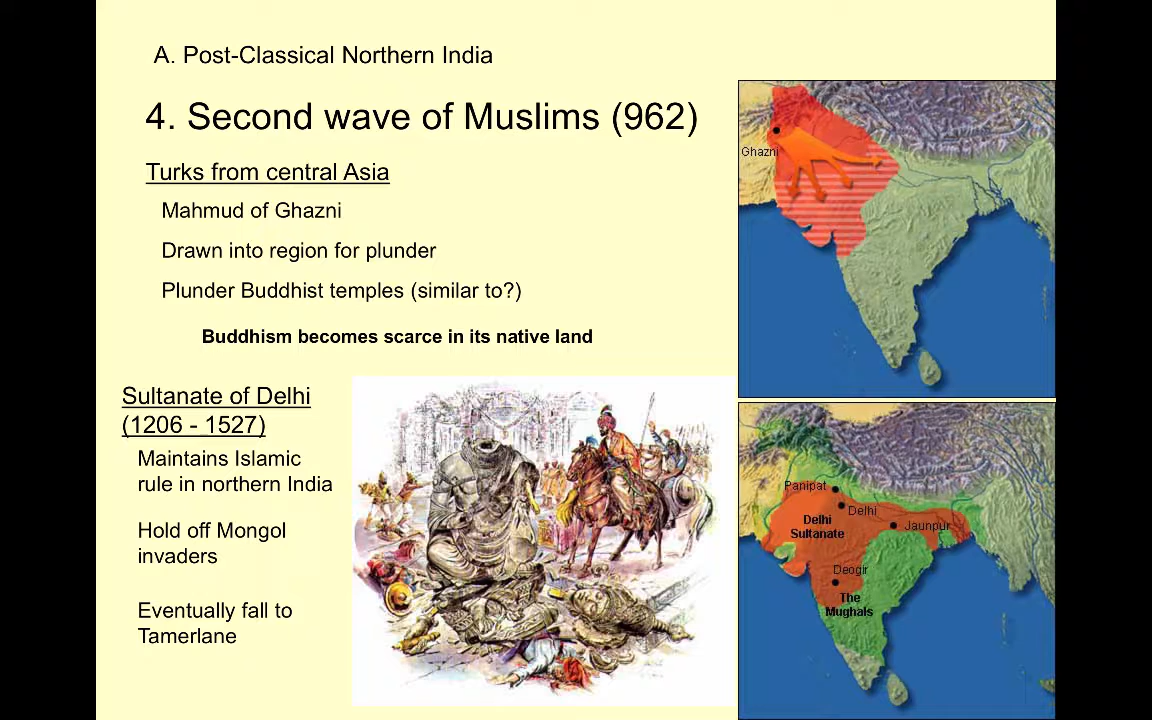 A. Post-Classical Northern India
4. Second wave of Muslims (962)
Turks from central Asia
Mahmud of Ghazni
Drawn into region for plunder
Plunder Buddhist temples (similar to?)
Buddhism becomes scarce in its native land
Sultanate of Delhi
(1206 - 1527)
Maintains Islamic
rule in northern India
Hold off Mongol
invaders
Eventually fall to
Tamerlane
Ghazni
Panipat
Delhi
Delhi
Sultanate
Jaunpur
Deogir
The
Mughals